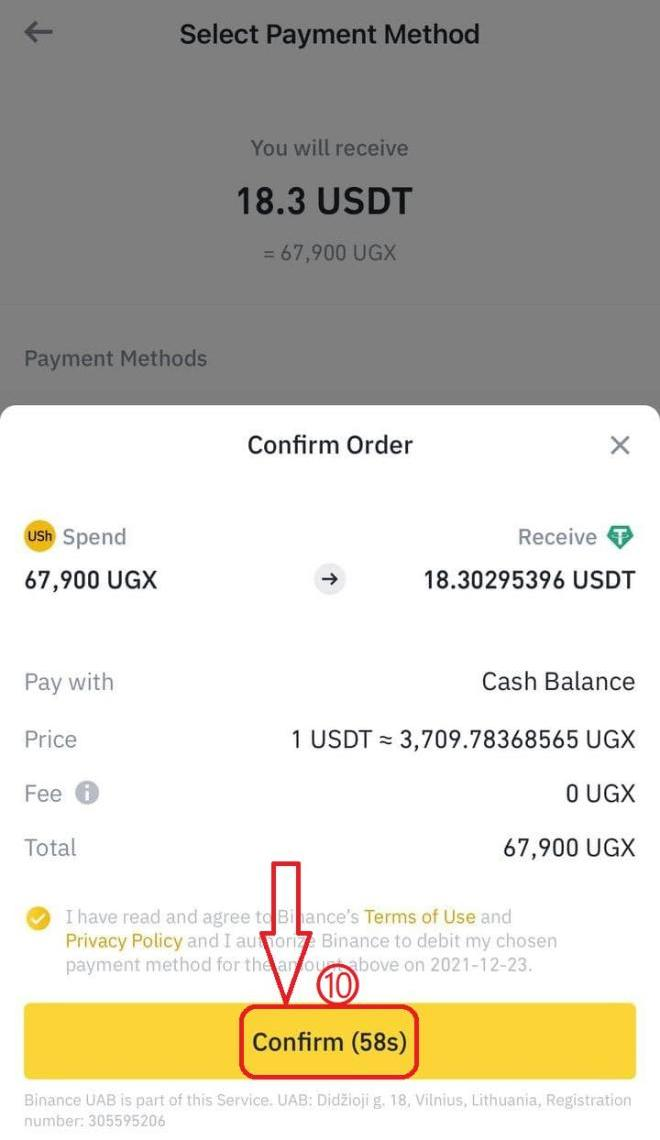 Select Payment Method
You will receive
18.3 USDT
= 67,900 UGX
Payment Methods
Confirm Order
USh Spend
Receive
67,900 UGX
18.30295396 USDT
Pay with
Cash Balance
Price
1 USDT ≈ 3,709.78368565 UGX
Fee
0 UGX
Total
67,900 UGX
I have read and agree to Binance's Terms of Use and
Privacy Policy and I authorize Binance to debit my chosen
payment method for the amount above on 2021-12-23.
⑩
Confirm (58s)
Binance UAB is part of this Service. UAB: Didžioji g. 18, Vilnius, Lithuania, Registration
number: 305595206